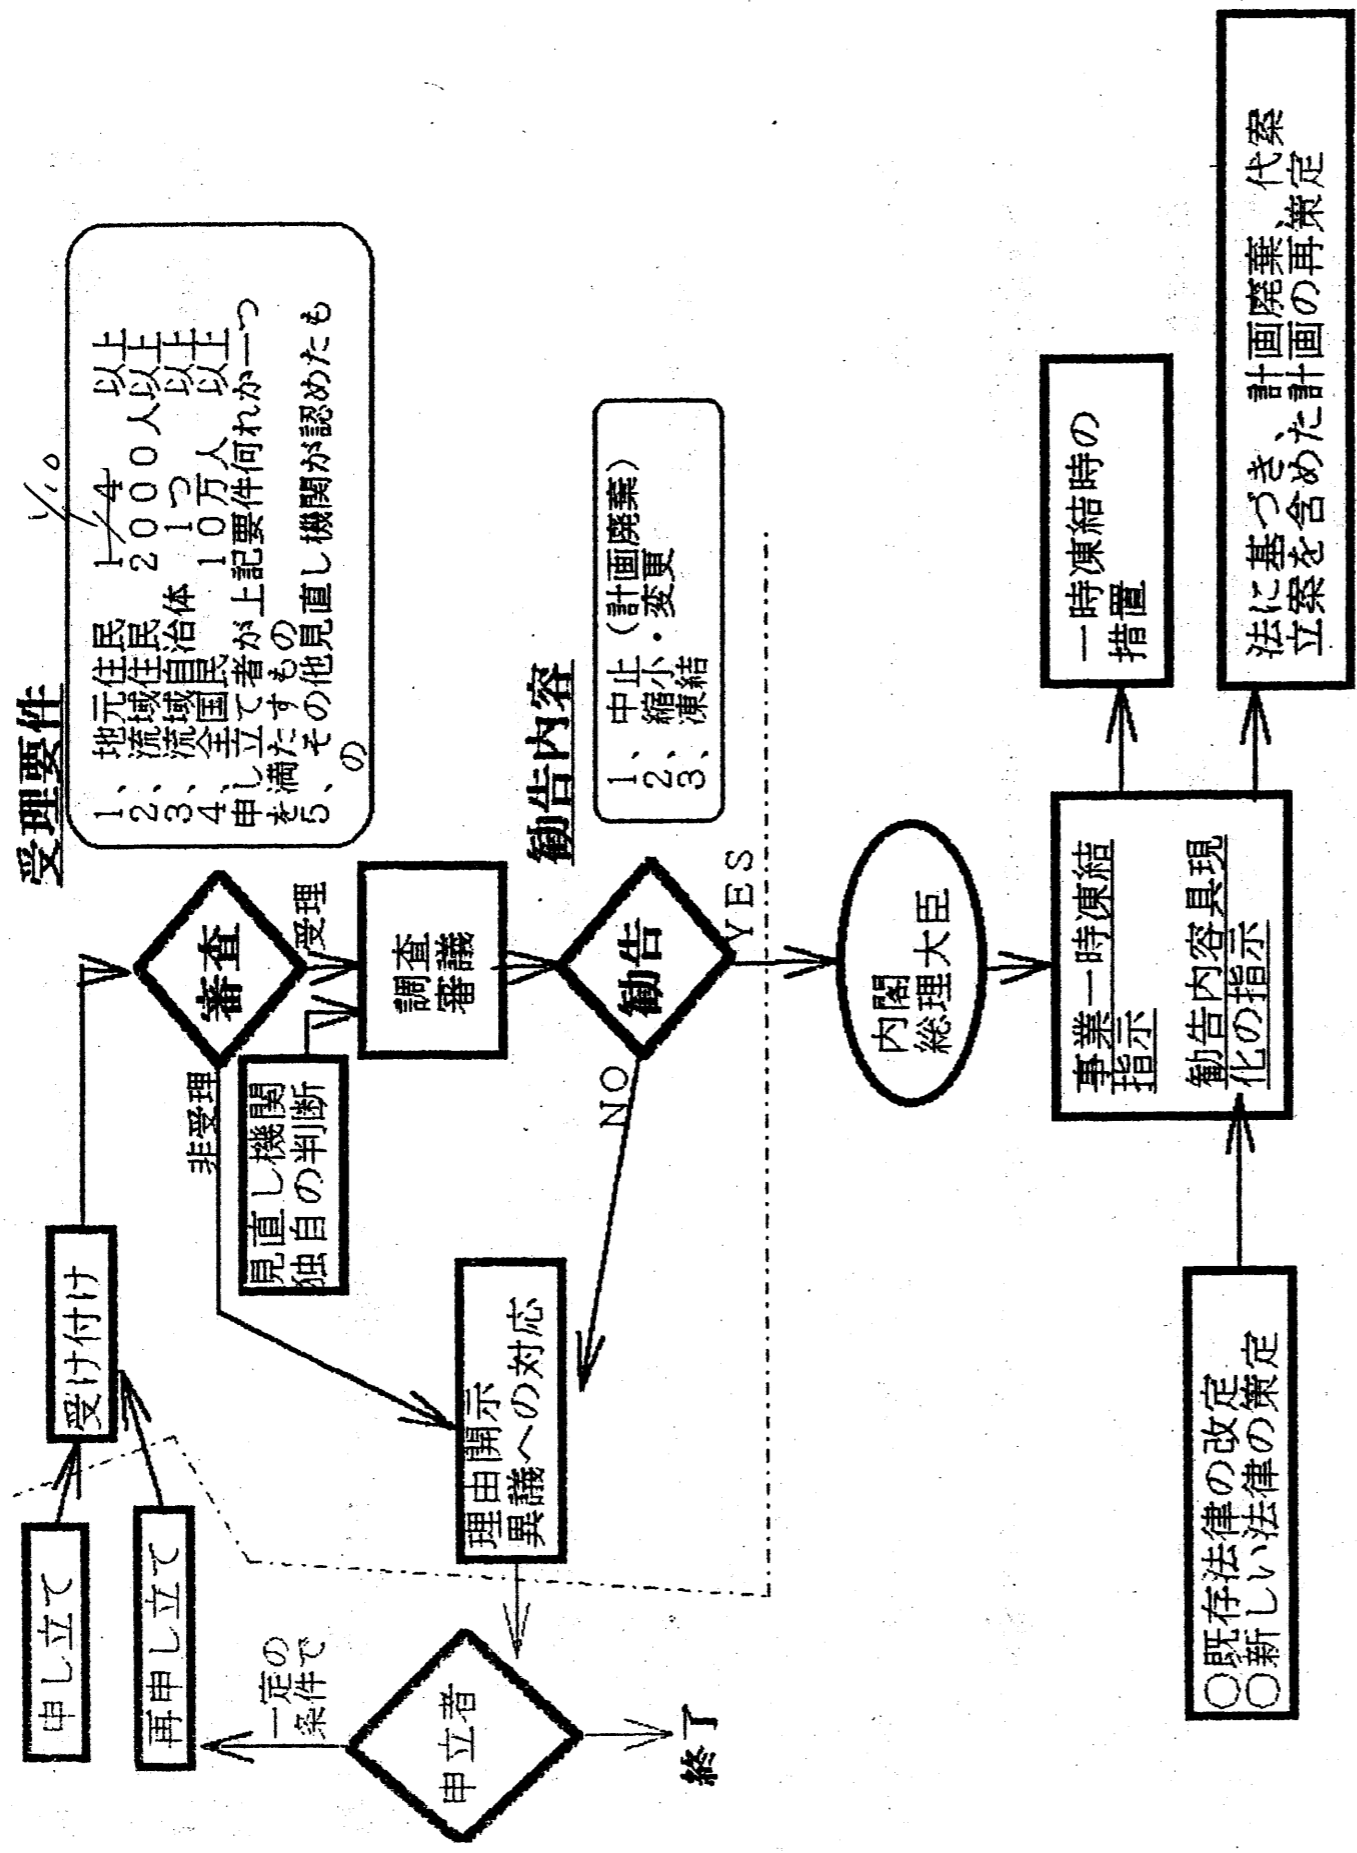 受理要件
1/10
1、地元住民 1/4 以上
2、流域住民 2000人以上
3、流域自治体 1つ 以上
4、全国民 10万人 以上
申し立て者が上記要件何れか一つ
を満たすもの
5、その他見直し機関が認めたも
の
申し立て
再申し立て
受け付け
審査
受理
非受理
見直し機関
独自の判断
調査
審議
勧告内容
1、中止（計画廃棄）
2、縮小・変更
3、凍結
勧告
YES
NO
理由開示
異議への対応
一定の
条件で
申立者
終了
内閣
総理大臣
事業一時凍結
指示
勧告内容具現
化の指示
一時凍結時の
措置
法に基づき、計画廃棄、代案
立案を含めた計画の再策定
○既存法律の改定
○新しい法律の策定